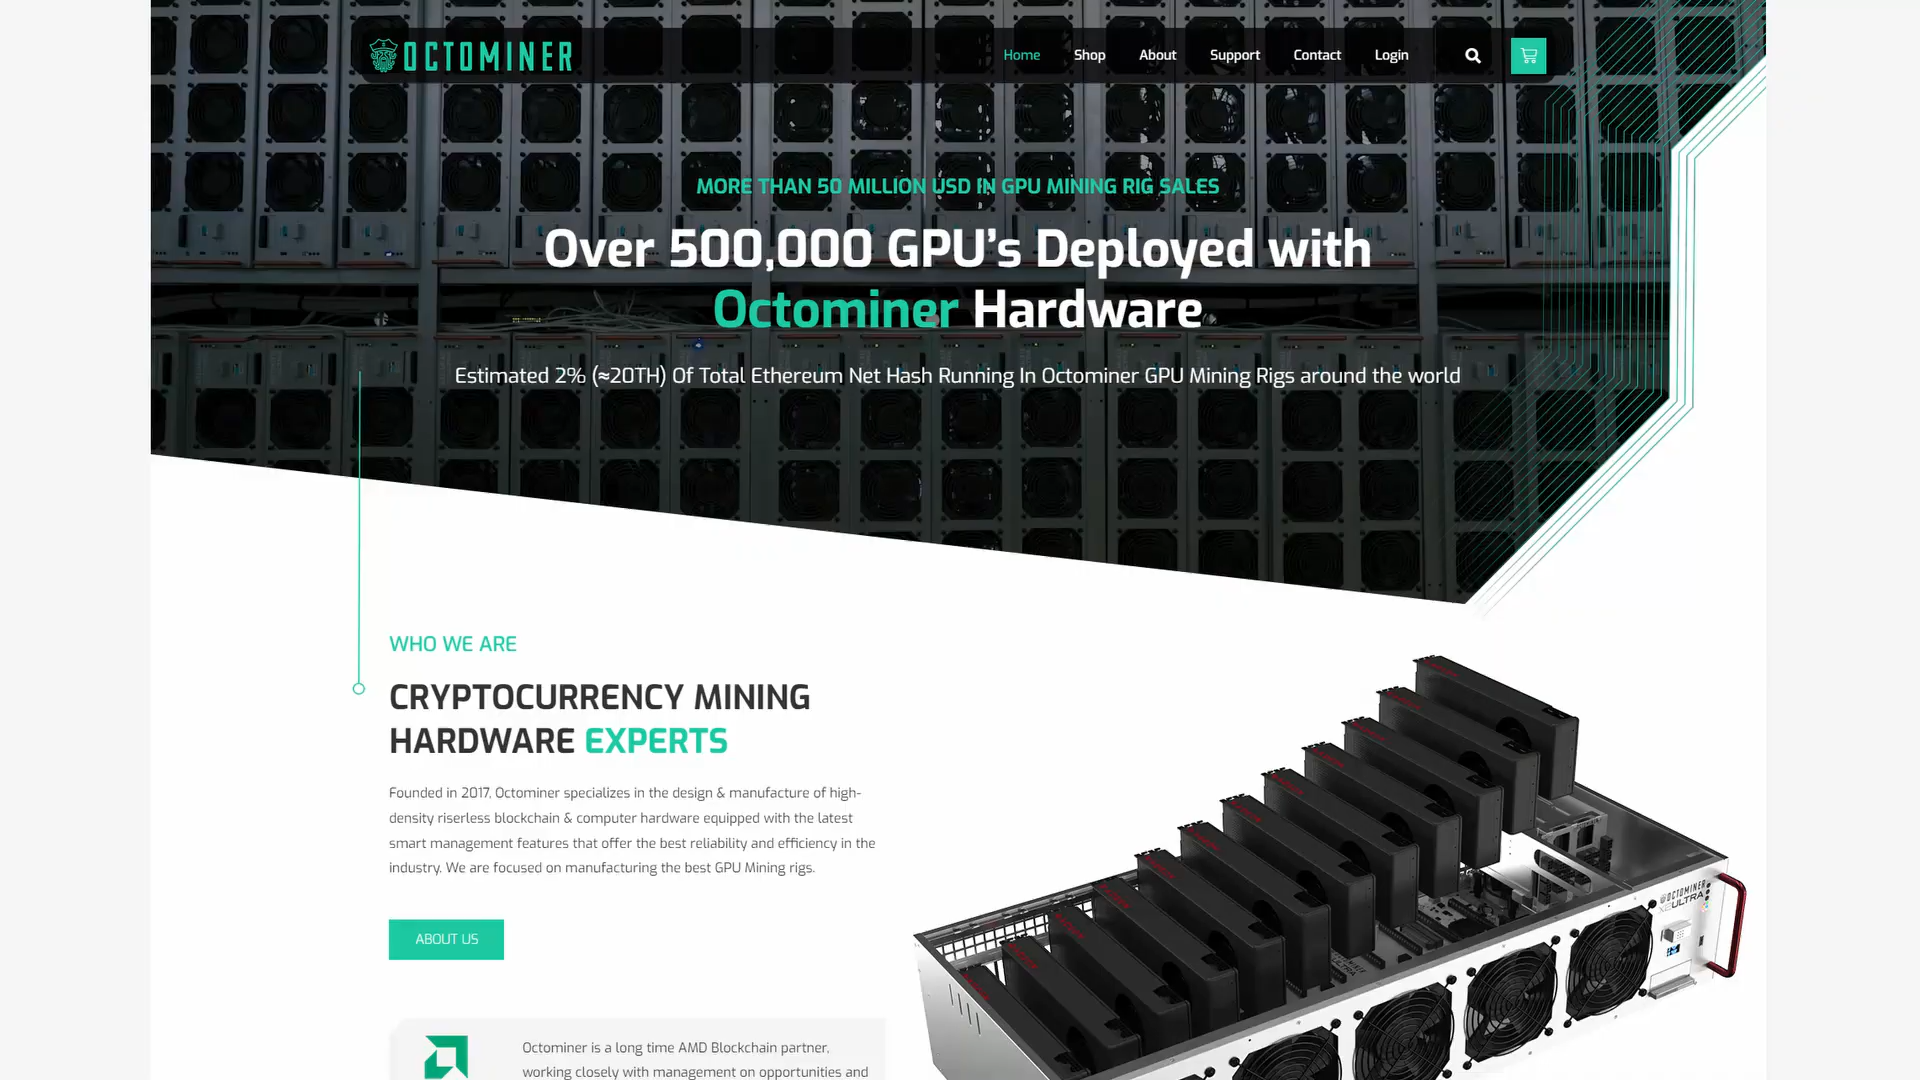 OCTOMINER
Home Shop About Support Contact Login
MORE THAN 50 MILLION USD IN GPU MINING RIG SALES
Over 500,000 GPU’s Deployed with
Octominer Hardware
Estimated 2% (≈20TH) Of Total Ethereum Net Hash Running In Octominer GPU Mining Rigs around the world
WHO WE ARE
CRYPTOCURRENCY MINING
HARDWARE EXPERTS
Founded in 2017, Octominer specializes in the design & manufacture of high-
density riserless blockchain & computer hardware equipped with the latest
smart management features that offer the best reliability and efficiency in the
industry. We are focused on manufacturing the best GPU Mining rigs.
ABOUT US
Octominer is a long time AMD Blockchain partner,
working closely with management on opportunities and
OCTOMINER
ULTRA